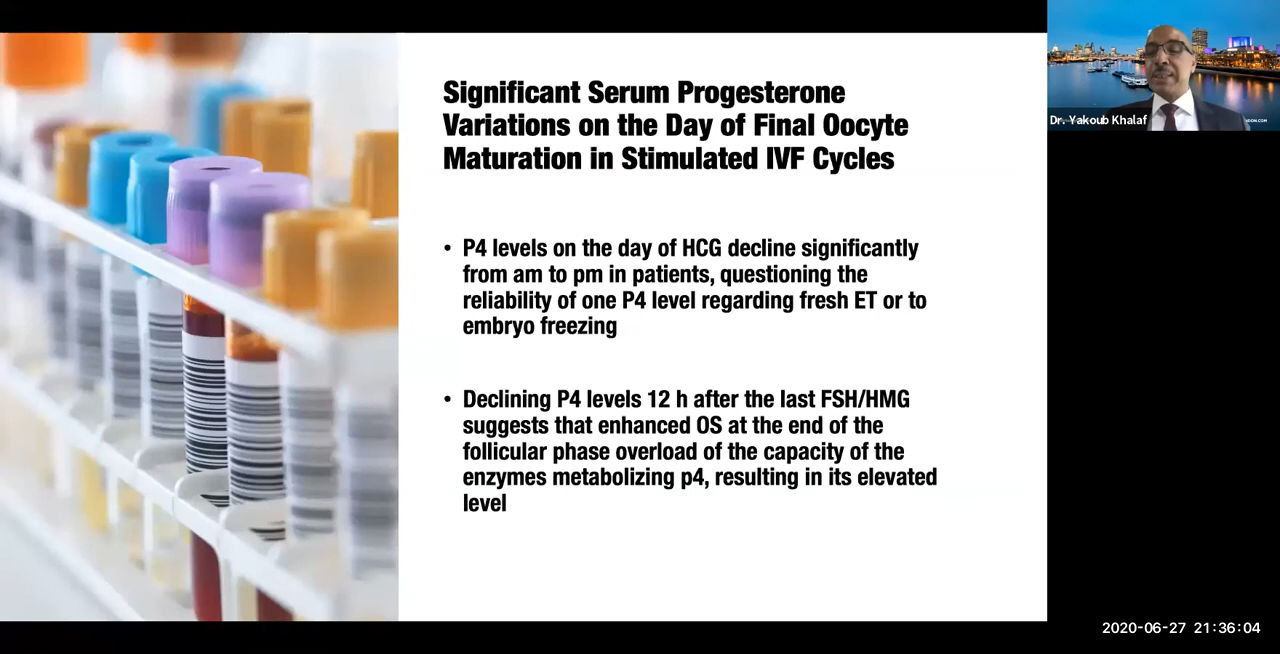 Significant Serum Progesterone
Variations on the Day of Final Oocyte
Maturation in Stimulated IVF Cycles
• P4 levels on the day of HCG decline significantly
from am to pm in patients, questioning the
reliability of one P4 level regarding fresh ET or to
embryo freezing
• Declining P4 levels 12 h after the last FSH/HMG
suggests that enhanced OS at the end of the
follicular phase overload of the capacity of the
enzymes metabolizing p4, resulting in its elevated
level
Dr. Yakoub Khalaf
2020-06-27 21:36:04